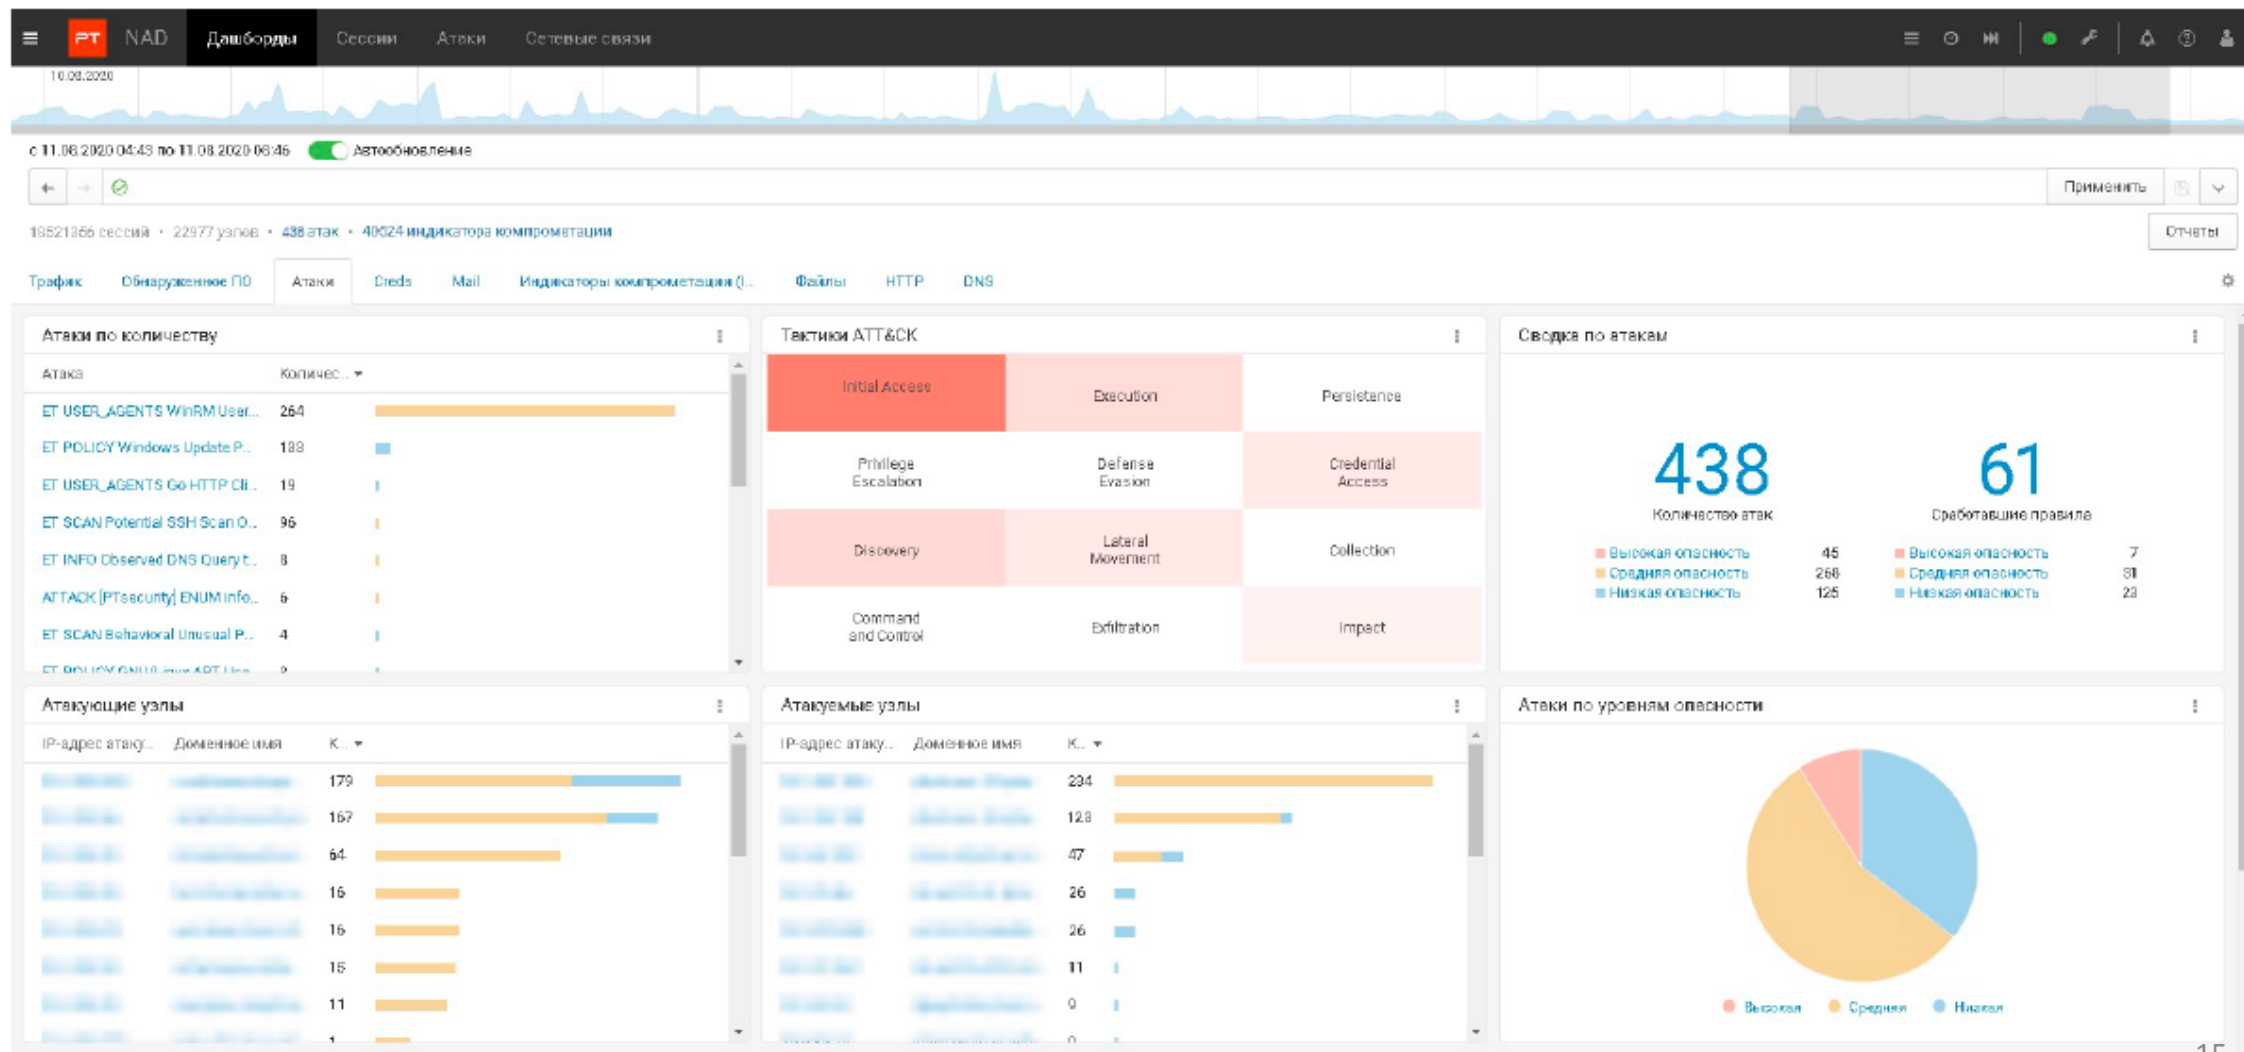 PT NAD Дашборды Сессии Атаки Сетевые связи
10.08.2020
с 11.08.2020 04:43 по 11.08.2020 08:46 Автообновление
Применить
18521366 сессий • 22977 узлов • 438 атак • 40624 индикатора компрометации
Отчеты
Трафик Обнаруженное ПО Атаки Creds Mail Индикаторы компрометации (I... Файлы HTTP DNS
Атаки по количеству
Атака Количес...
ET USER_AGENTS WinRM User... 264
ET POLICY Windows Update P... 133
ET USER_AGENTS Go HTTP Cli... 19
ET SCAN Potential SSH Scan O... 96
ET INFO Observed DNS Query t... 8
ATTACK [PTsecurity] ENUM info... 6
ET SCAN Behavioral Unusual P... 4
Тактики ATT&CK
Initial Access
Execution
Persistence
Privilege Escalation
Defense Evasion
Credential Access
Discovery
Lateral Movement
Collection
Command and Control
Exfiltration
Impact
Сводка по атакам
438
Количество атак
Высокая опасность 45
Средняя опасность 268
Низкая опасность 125
61
Сработавшие правила
Высокая опасность 7
Средняя опасность 31
Низкая опасность 23
Атакующие узлы
IP-адрес атаку... Доменное имя К...
179
167
64
16
16
15
11
1
Атакуемые узлы
IP-адрес атаку... Доменное имя К...
234
123
47
26
26
11
9
Атаки по уровням опасности
Высокая Средняя Низкая
15